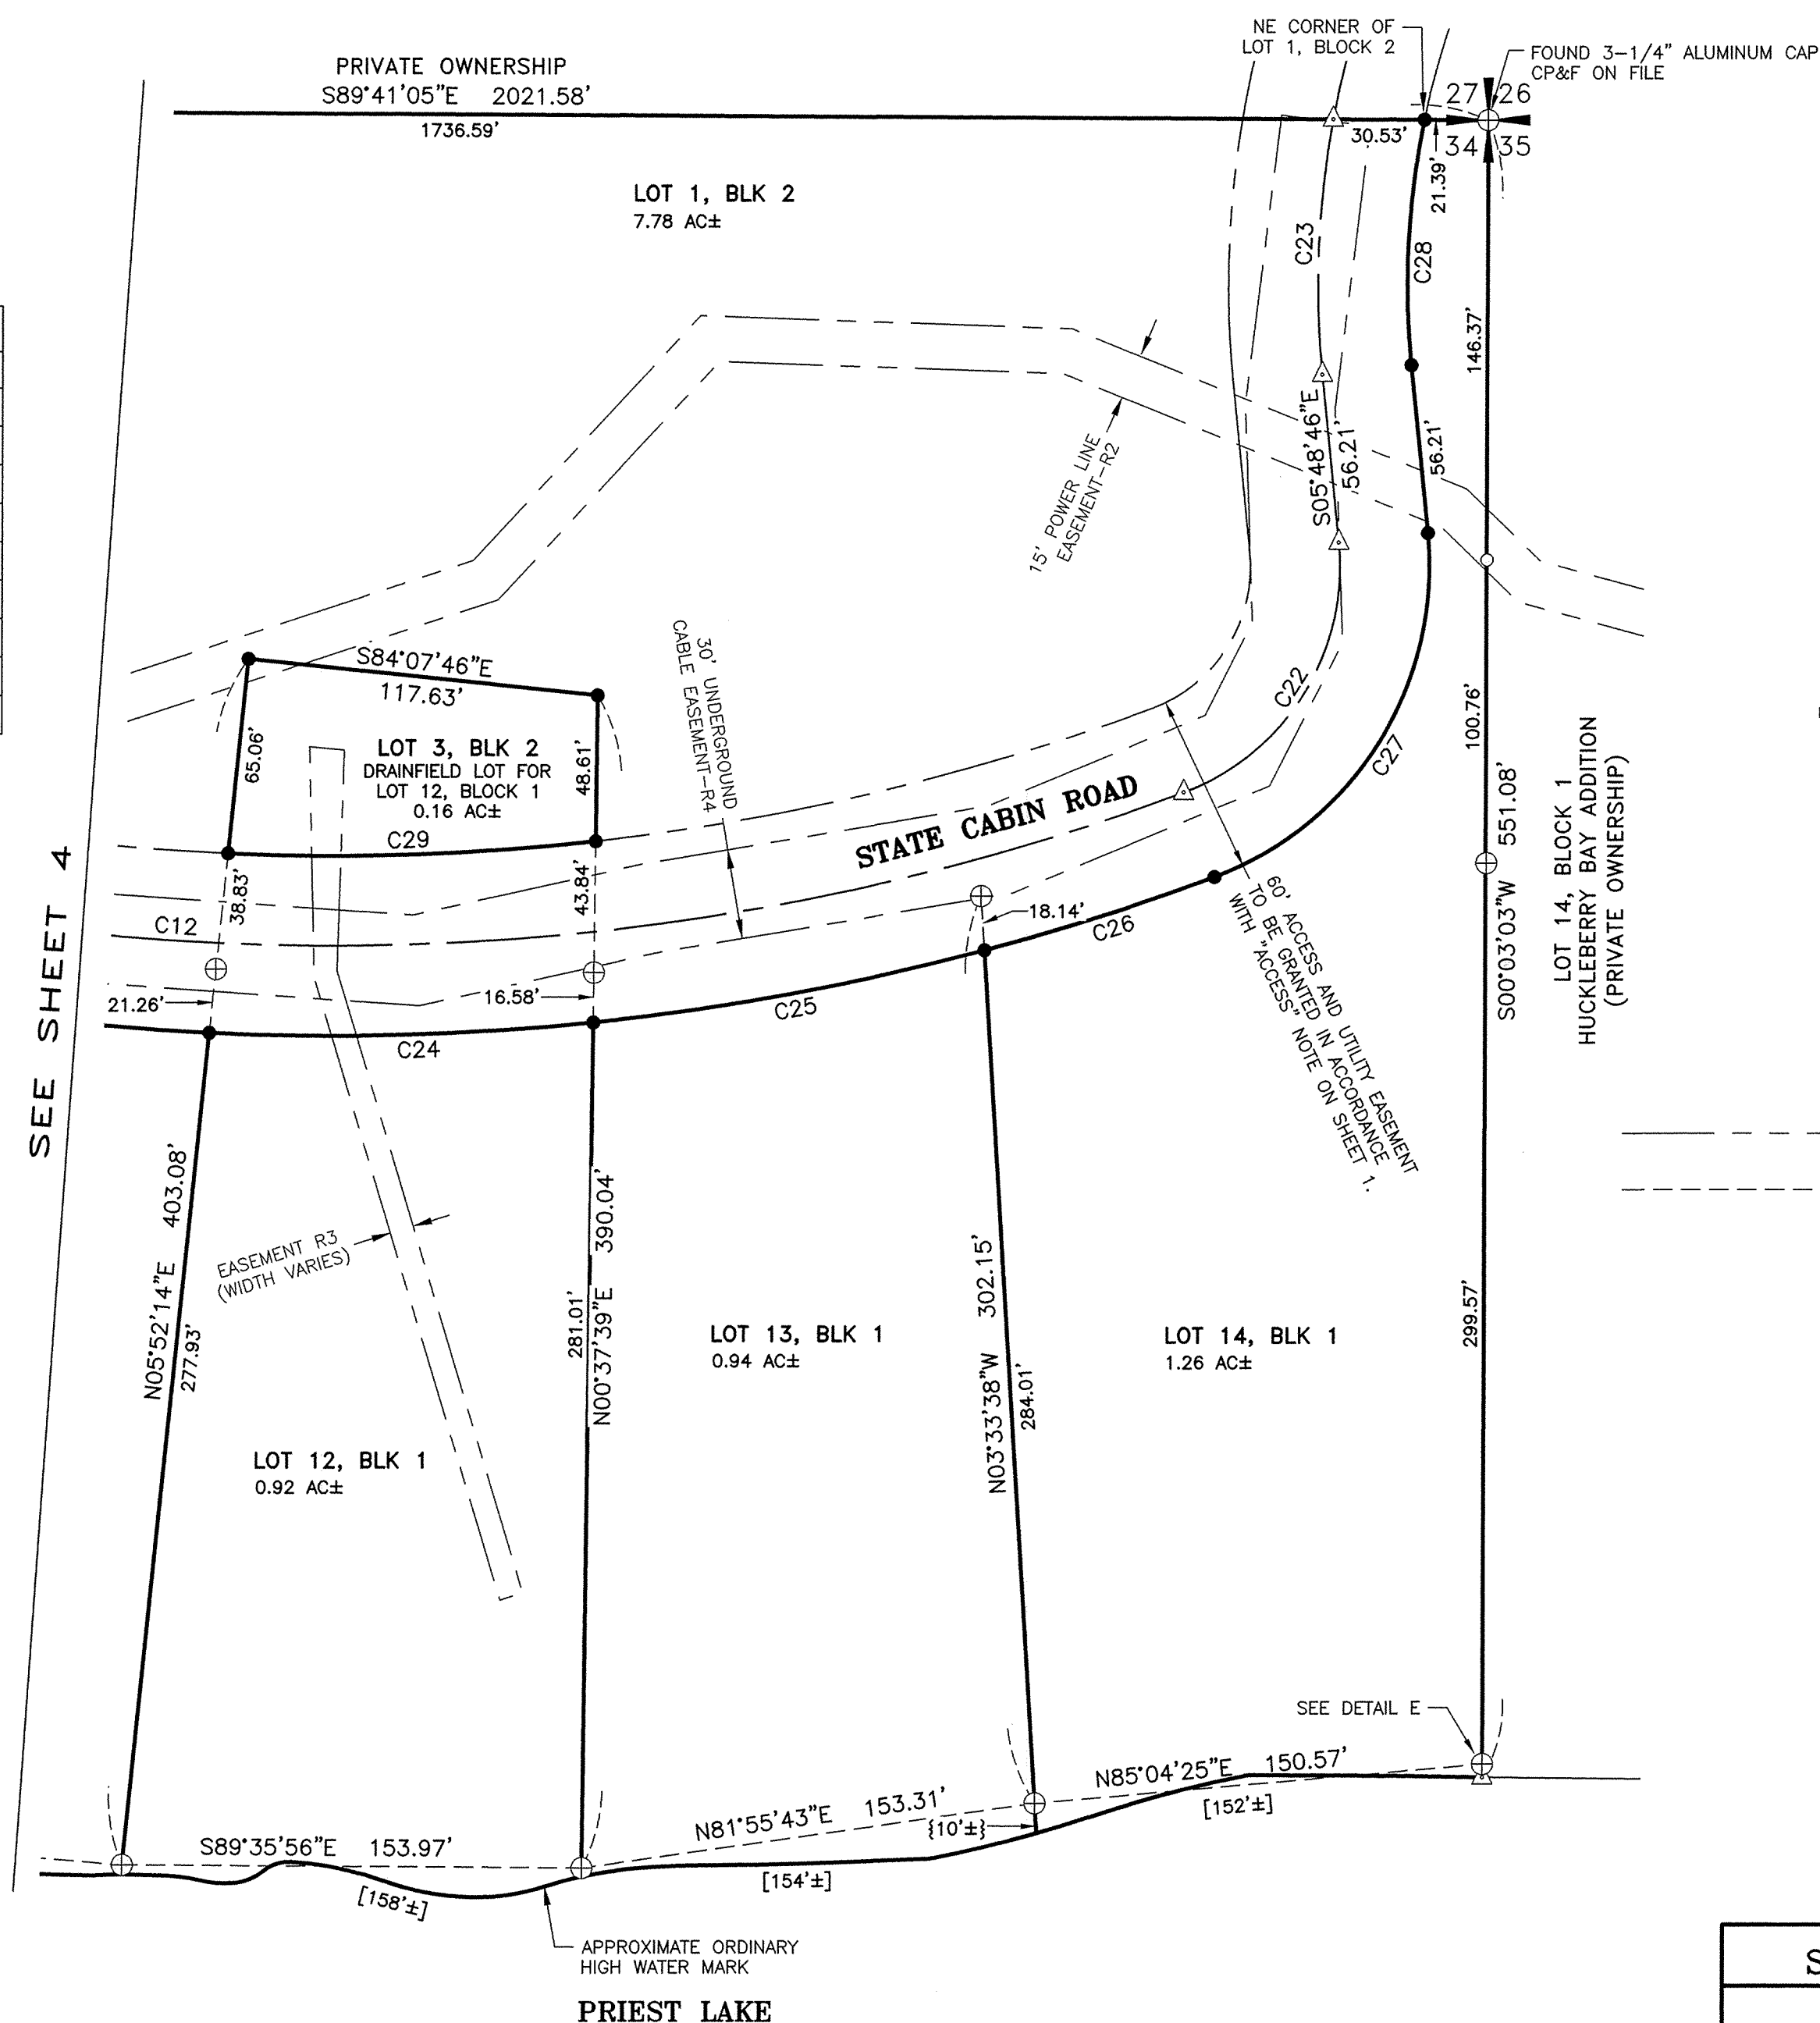 NE CORNER OF
LOT 1, BLOCK 2
FOUND 3-1/4" ALUMINUM CAP
CP&F ON FILE
PRIVATE OWNERSHIP
S89°41'05"E 2021.58'
1736.59'
30.53'
27 26
34 35
21.39'
LOT 1, BLK 2
7.78 AC±
C23
C28
146.37'
S05°48'46"E
56.21'
56.21'
15' POWER LINE
EASEMENT-R2
S84°07'46"E
117.63'
65.06'
LOT 3, BLK 2
DRAINFIELD LOT FOR
LOT 12, BLOCK 1
0.16 AC±
48.61'
30' UNDERGROUND
CABLE EASEMENT-R4
C22
C27
100.76'
C29
STATE CABIN ROAD
38.83'
43.84'
C12
18.14'
C26
21.26'
16.58'
C25
C24
60' ACCESS AND UTILITY EASEMENT
TO BE GRANTED IN ACCORDANCE
WITH "ACCESS" NOTE ON SHEET 1.
S00°03'03"W 551.08'
LOT 14, BLOCK 1
HUCKLEBERRY BAY ADDITION
(PRIVATE OWNERSHIP)
SEE SHEET 4
N05°52'14"E 403.08'
277.93'
EASEMENT R3
(WIDTH VARIES)
281.01'
N00°37'39"E 390.04'
N03°33'38"W 302.15'
284.01'
299.57'
LOT 13, BLK 1
0.94 AC±
LOT 14, BLK 1
1.26 AC±
LOT 12, BLK 1
0.92 AC±
SEE DETAIL E
N85°04'25"E 150.57'
[152'±]
N81°55'43"E 153.31'
{10'±}
S89°35'56"E 153.97'
[154'±]
[158'±]
APPROXIMATE ORDINARY
HIGH WATER MARK
PRIEST LAKE
S